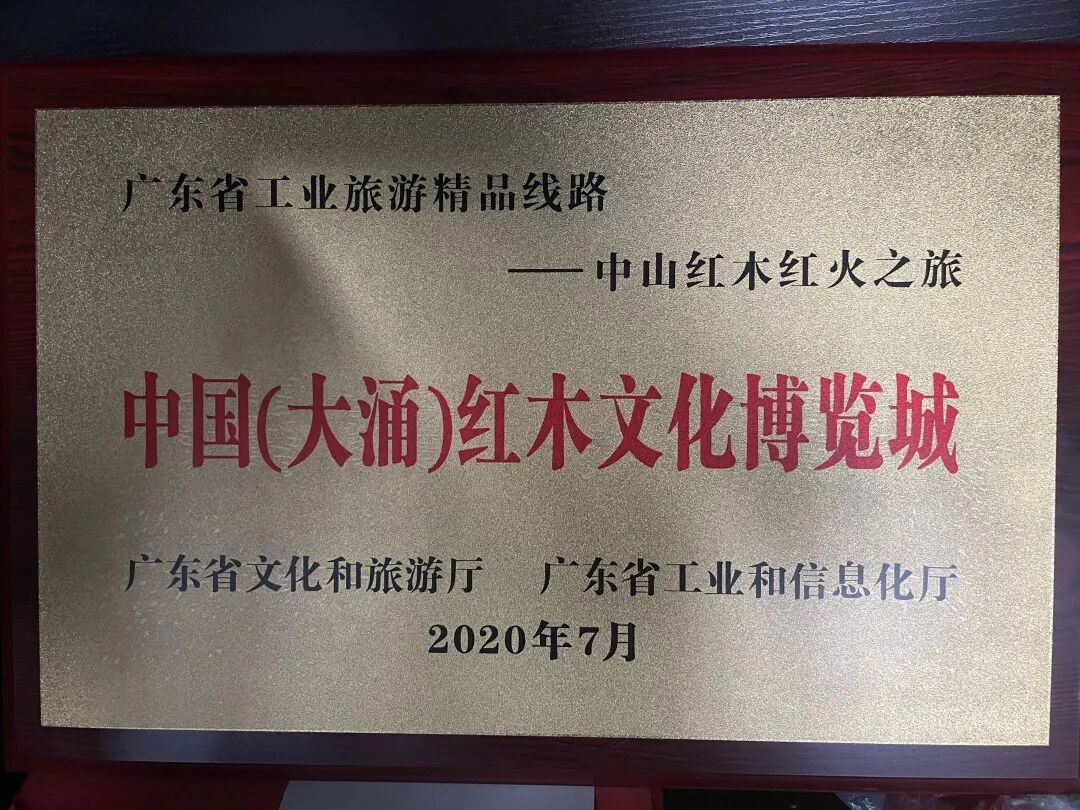 广东省工业旅游精品线路
——中山红木红火之旅
中国(大涌)红木文化博览城
广东省文化和旅游厅 广东省工业和信息化厅
2020年7月